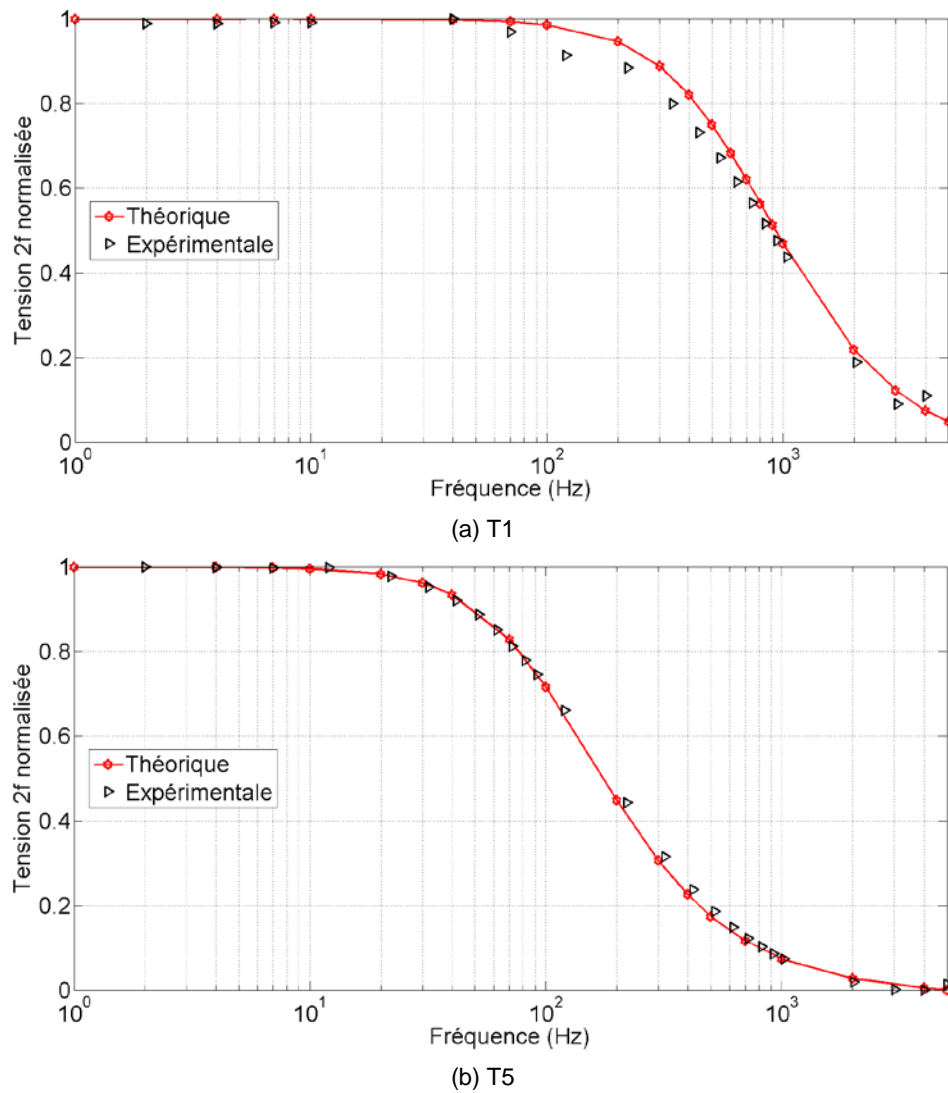 1
0.8
0.6
0.4
0.2
0
Tension 2f normalisée
Théorique
Expérimentale
10^0
10^1
10^2
10^3
Fréquence (Hz)
(a) T1
1
0.8
0.6
0.4
0.2
0
Tension 2f normalisée
Théorique
Expérimentale
10^0
10^1
10^2
10^3
Fréquence (Hz)
(b) T5